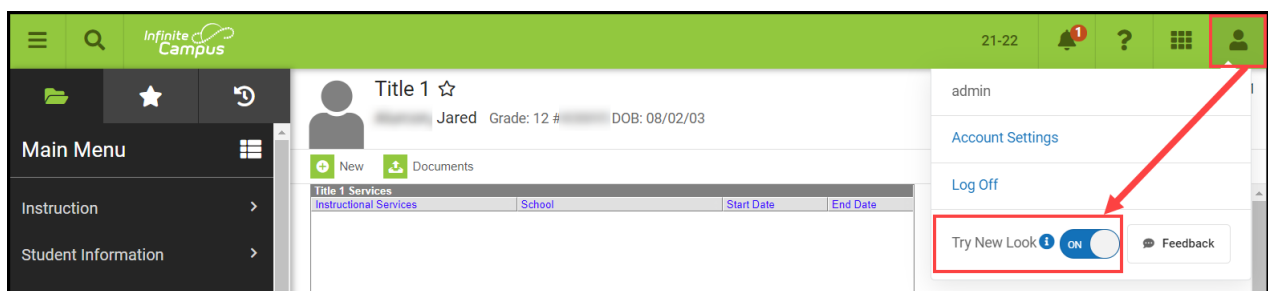 Infinite
Campus
21-22
1
?
Title 1
Jared Grade: 12 # DOB: 08/02/03
admin
Main Menu
New
Documents
Account Settings
Title 1 Services
Instructional Services School Start Date End Date
Log Off
Instruction
Student Information
Try New Look i ON
Feedback